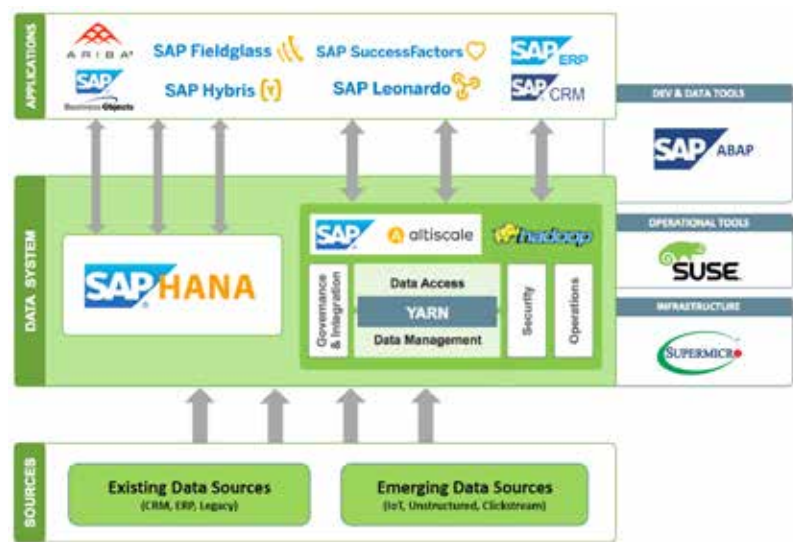 APPLICATIONS
ARIBA
SAP Fieldglass
SAP SuccessFactors
SAP ERP
SAP Business Objects
SAP Hybris
SAP Leonardo
SAP CRM
DEV & DATA TOOLS
SAP ABAP
DATA SYSTEM
SAP HANA
SAP
a altiscale
hadoop
Governance
& Integration
Data Access
YARN
Data Management
Security
Operations
OPERATIONAL TOOLS
SUSE
INFRASTRUCTURE
SUPERMICRO
SOURCES
Existing Data Sources
(CRM, ERP, Legacy)
Emerging Data Sources
(IoT, Unstructured, Clickstream)